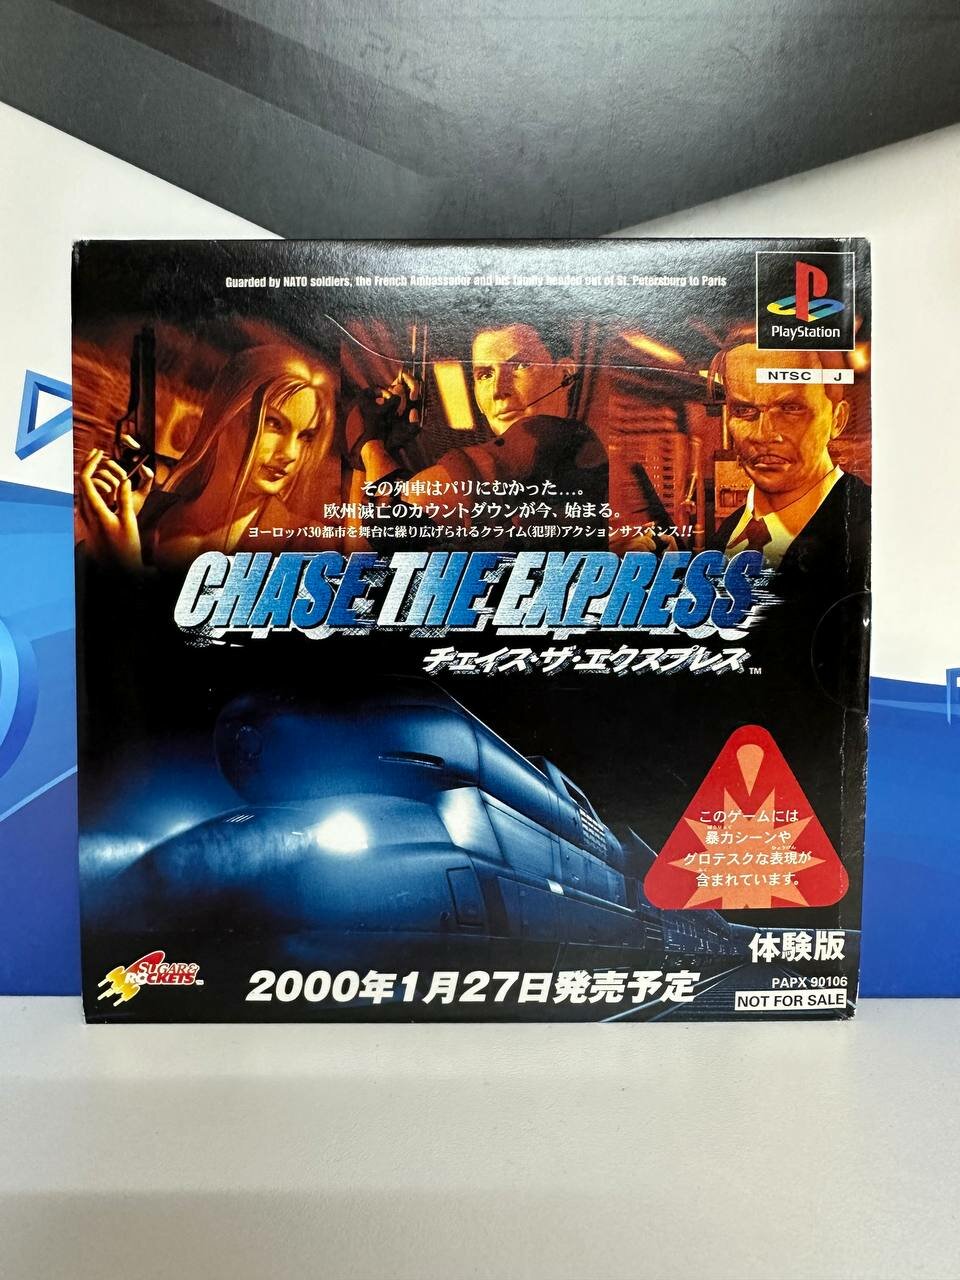 Guarded by NATO soldiers, the French Ambassador and his family headed out of St. Petersburg to Paris
PlayStation
NTSC J
その列車はパリにむかった…。
欧州滅亡のカウントダウンが今、始まる。
ヨーロッパ30都市を舞台に繰り広げられるクライム(犯罪)アクションサスペンス!!
CHASE THE EXPRESS
チェイス・ザ・エクスプレス™
このゲームには
暴力シーンや
グロテスクな表現が
含まれています。
体験版
SUGAR &
ROCKETS™
2000年1月27日発売予定
PAPX 90106
NOT FOR SALE